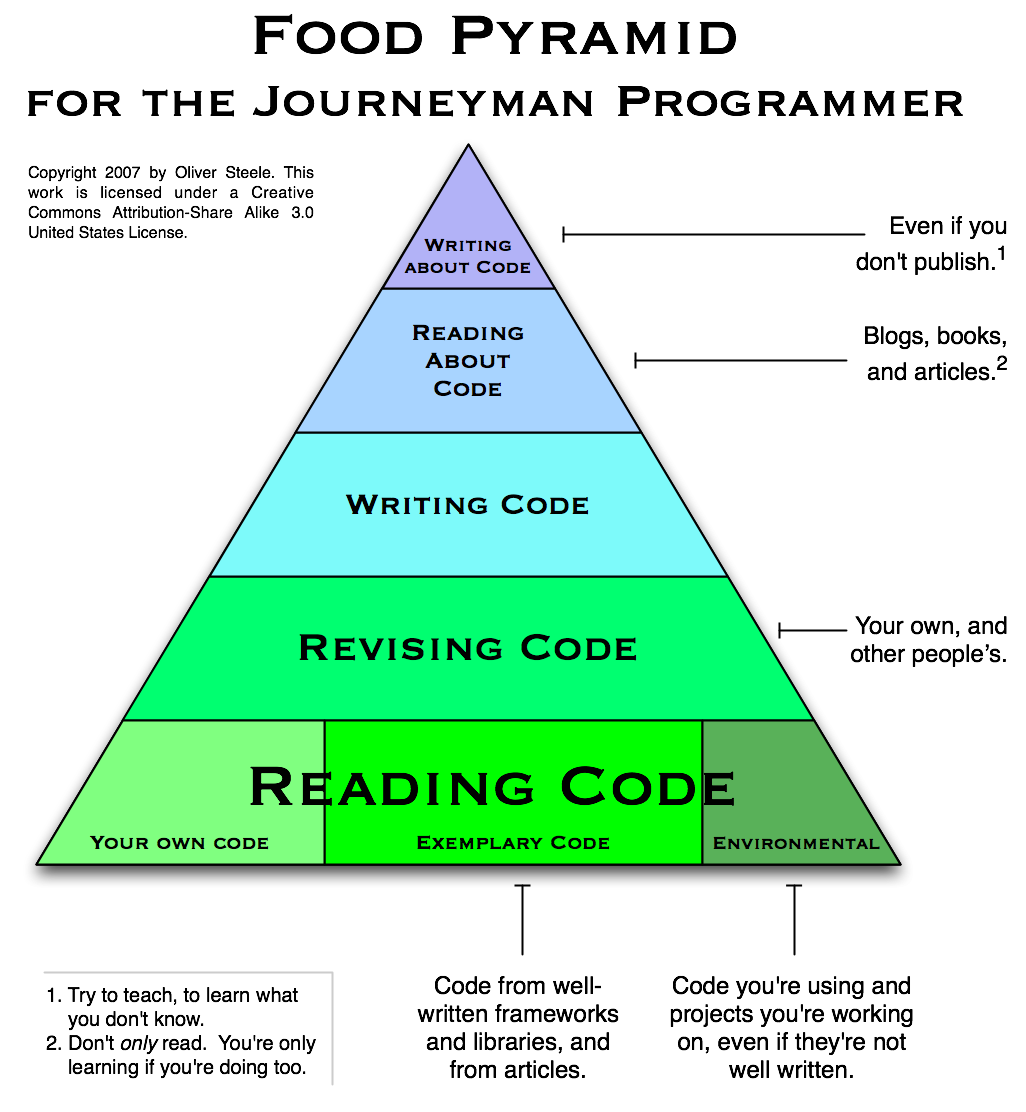 Food Pyramid
for the Journeyman Programmer
Copyright 2007 by Oliver Steele. This
work is licensed under a Creative
Commons Attribution-Share Alike 3.0
United States License.
Writing
about Code
Even if you
don't publish.1
Reading
About
Code
Blogs, books,
and articles.2
Writing Code
Revising Code
Your own, and
other people’s.
Reading Code
Your own code
Exemplary Code
Environmental
1. Try to teach, to learn what
you don't know.
2. Don't only read.  You're only
learning if you're doing too.
Code from well-
written frameworks
and libraries, and
from articles.
Code you're using and
projects you're working
on, even if they're not
well written.